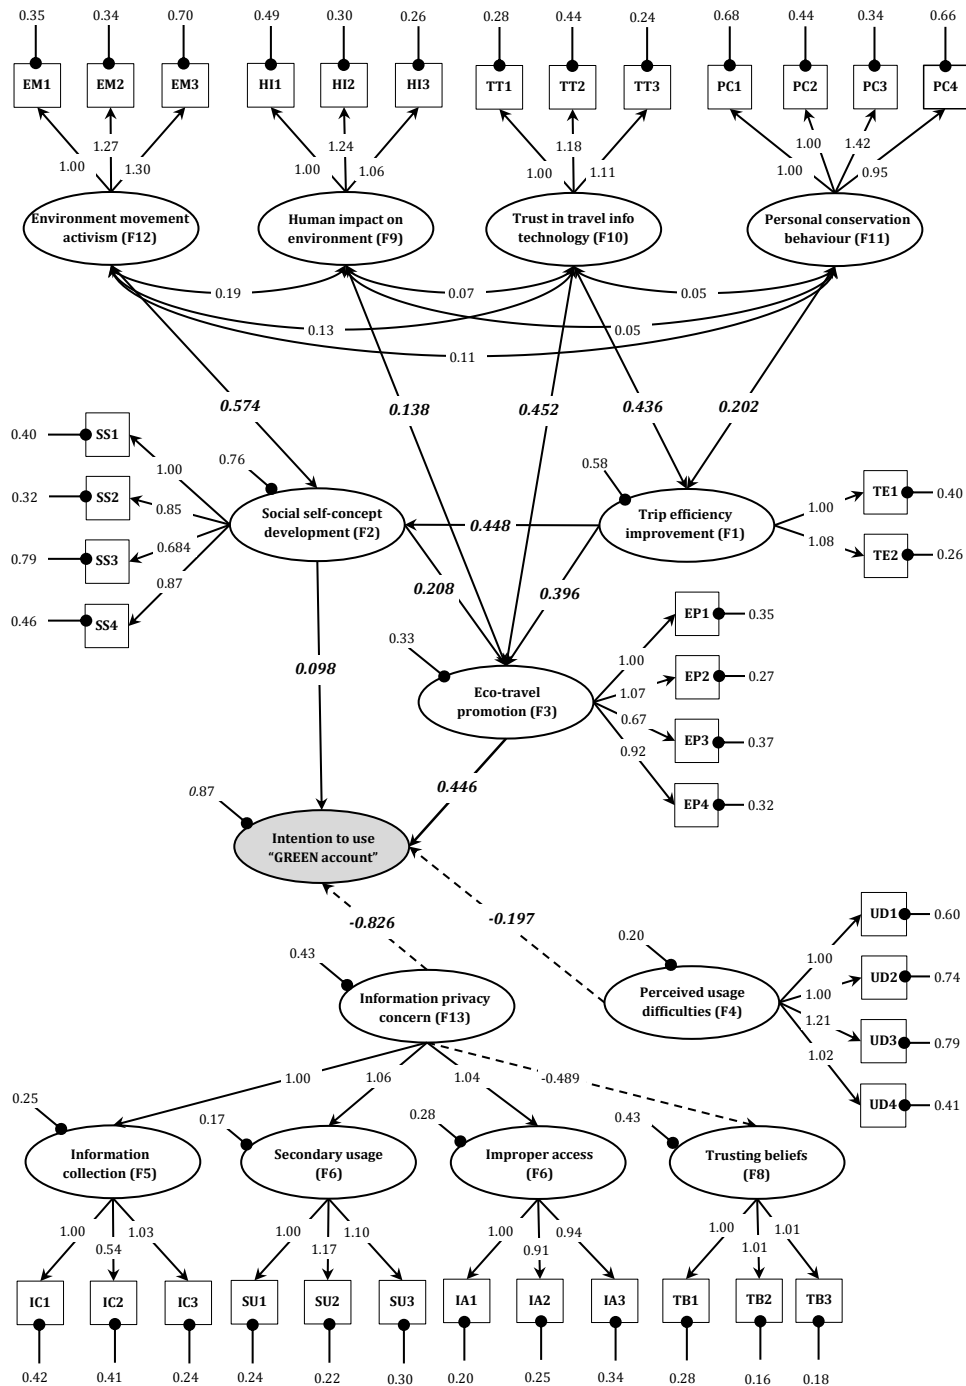 0.35 0.34 0.70 0.49 0.30 0.26 0.28 0.44 0.24 0.68 0.44 0.34 0.66
EM1 EM2 EM3 HI1 HI2 HI3 TT1 TT2 TT3 PC1 PC2 PC3 PC4
1.00 1.27 1.30 1.00 1.24 1.06 1.00 1.18 1.11 1.00 1.00 1.42 0.95
Environment movement
activism (F12)
Human impact on
environment (F9)
Trust in travel info
technology (F10)
Personal conservation
behaviour (F11)
0.19 0.07 0.05
0.13 0.05
0.11
0.574 0.138 0.452 0.436 0.202
0.40 SS1
0.32 SS2
0.79 SS3
0.46 SS4
1.00
0.85
0.684
0.87
0.76
Social self-concept
development (F2)
0.448
0.58
Trip efficiency
improvement (F1)
1.00
1.08
TE1 0.40
TE2 0.26
0.208 0.396
0.098
0.33
Eco-travel
promotion (F3)
1.00
1.07
0.67
0.92
EP1 0.35
EP2 0.27
EP3 0.37
EP4 0.32
0.446
0.87
Intention to use
“GREEN account”
-0.826 -0.197
0.43
Information privacy
concern (F13)
0.20
Perceived usage
difficulties (F4)
1.00
1.00
1.21
1.02
UD1 0.60
UD2 0.74
UD3 0.79
UD4 0.41
1.00 1.06 1.04 -0.489
0.25
Information
collection (F5)
0.17
Secondary usage
(F6)
0.28
Improper access
(F6)
0.43
Trusting beliefs
(F8)
1.00 0.54 1.03 1.00 1.17 1.10 1.00 0.91 0.94 1.00 1.01 1.01
IC1 IC2 IC3 SU1 SU2 SU3 IA1 IA2 IA3 TB1 TB2 TB3
0.42 0.41 0.24 0.24 0.22 0.30 0.20 0.25 0.34 0.28 0.16 0.18